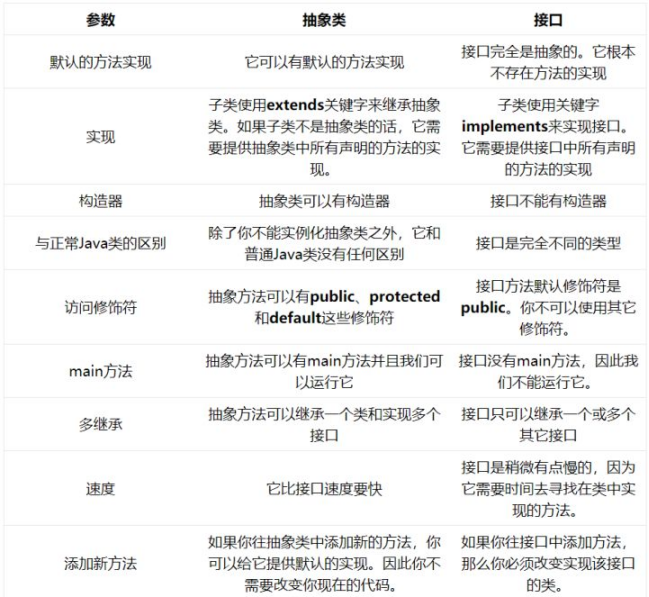 参数 抽象类 接口
默认的方法实现 它可以有默认的方法实现 接口完全是抽象的。它根本
不存在方法的实现
实现 子类使用extends关键字来继承抽象
类。如果子类不是抽象类的话，它需
要提供抽象类中所有声明的方法的实
现。
子类使用关键字
implements来实现接口。
它需要提供接口中所有声明
的方法的实现
构造器 抽象类可以有构造器 接口不能有构造器
与正常Java类的区别 除了你不能实例化抽象类之外，它和
普通Java类没有任何区别
接口是完全不同的类型
访问修饰符 抽象方法可以有public、protected
和default这些修饰符
接口方法默认修饰符是
public。你不可以使用其它
修饰符。
main方法 抽象方法可以有main方法并且我们可
以运行它
接口没有main方法，因此我
们不能运行它。
多继承 抽象方法可以继承一个类和实现多个
接口
接口只可以继承一个或多个
其它接口
速度 它比接口速度要快 接口是稍微有点慢的，因为
它需要时间去寻找在类中实
现的方法。
添加新方法 如果你往抽象类中添加新的方法，你
可以给它提供默认的实现。因此你不
需要改变你现在的代码。
如果你往接口中添加方法，
那么你必须改变实现该接口
的类。